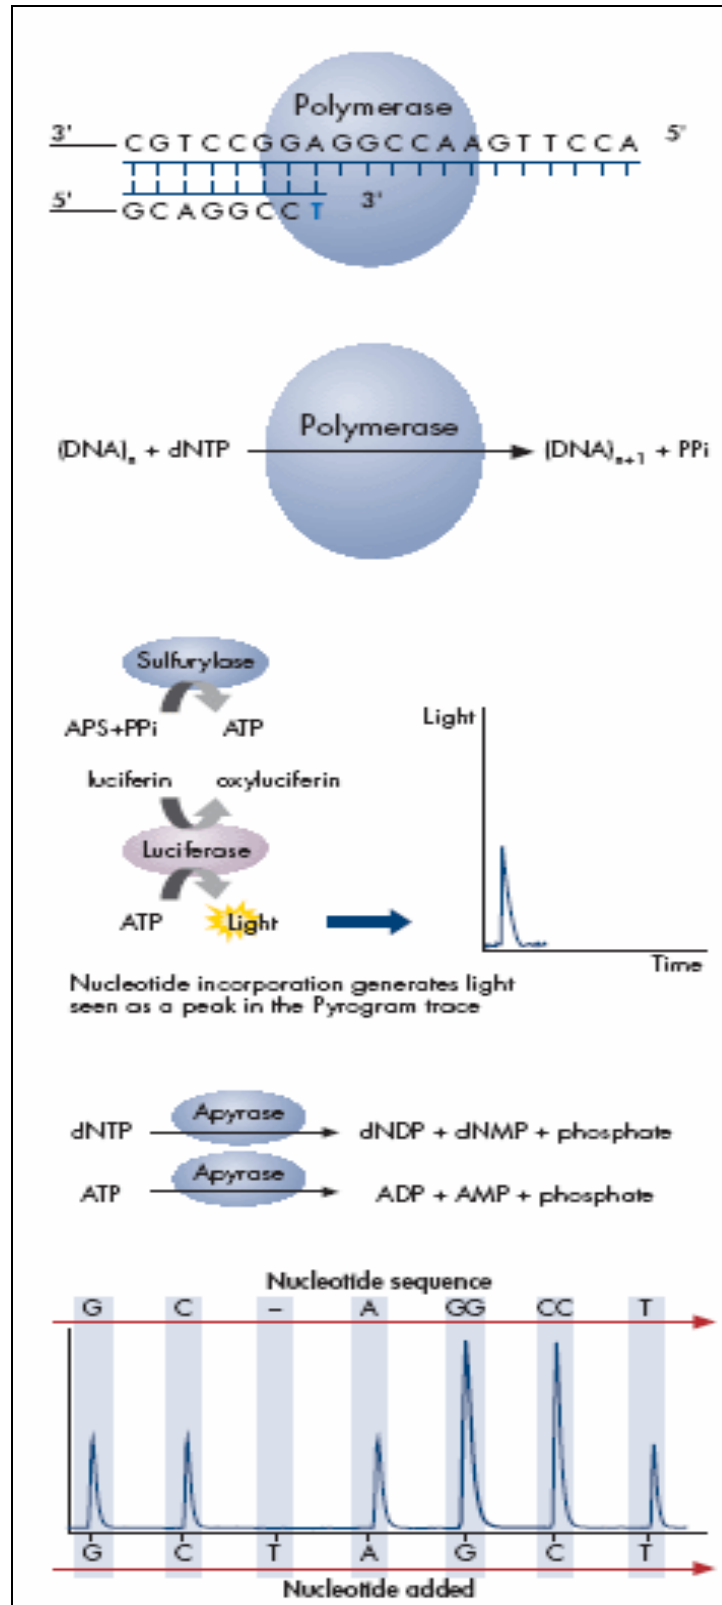 Polymerase
3' CGTCCGGAGGCCAAGTTCCA 5'
5' GCAGGCCT 3'
Polymerase
(DNA)n + dNTP (DNA)n+1 + PPi
Sulfurylase
APS+PPi ATP
luciferin oxyluciferin
Luciferase
ATP Light
Light
Time
Nucleotide incorporation generates light
seen as a peak in the Pyrogram trace
Apyrase
dNTP dNDP + dNMP + phosphate
Apyrase
ATP ADP + AMP + phosphate
Nucleotide sequence
G C – A GG CC T
G C T A G C T
Nucleotide added